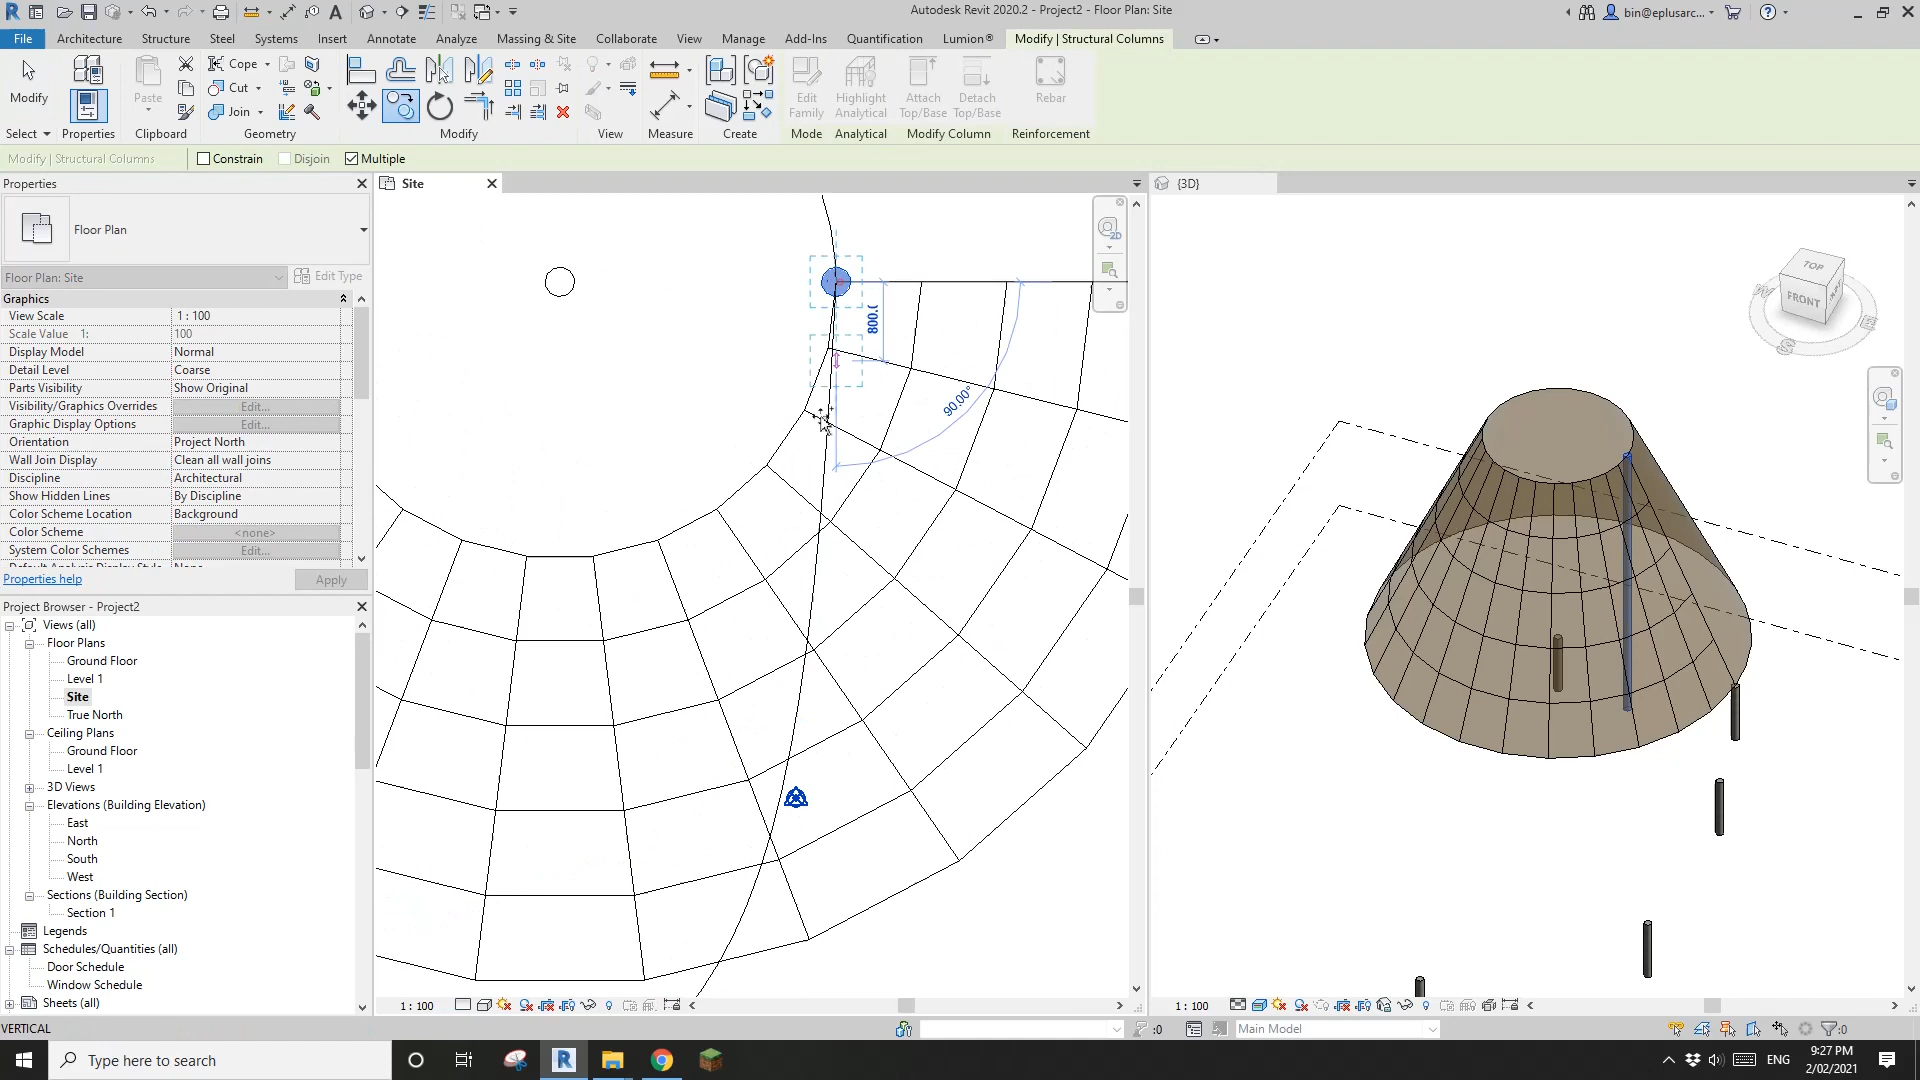 Autodesk Revit 2020.2 - Project2 - Floor Plan: Site
bin@eplusarc...
File Architecture Structure Steel Systems Insert Annotate Analyze Massing & Site Collaborate View Manage Add-Ins Quantification Lumion® Modify | Structural Columns
Modify
Paste
Cope
Cut
Join
Edit Family
Highlight Analytical
Attach Top/Base
Detach Top/Base
Rebar
Select Properties Clipboard Geometry Modify View Measure Create Mode Analytical Modify Column Reinforcement
Modify | Structural Columns Constrain Disjoin Multiple
Properties
Floor Plan
Floor Plan: Site Edit Type
Graphics
View Scale 1 : 100
Scale Value 1: 100
Display Model Normal
Detail Level Coarse
Parts Visibility Show Original
Visibility/Graphics Overrides Edit...
Graphic Display Options Edit...
Orientation Project North
Wall Join Display Clean all wall joins
Discipline Architectural
Show Hidden Lines By Discipline
Color Scheme Location Background
Color Scheme <none>
System Color Schemes Edit...
Properties help Apply
Project Browser - Project2
Views (all)
Floor Plans
Ground Floor
Level 1
Site
True North
Ceiling Plans
Ground Floor
Level 1
3D Views
Elevations (Building Elevation)
East
North
South
West
Sections (Building Section)
Section 1
Legends
Schedules/Quantities (all)
Door Schedule
Window Schedule
Sheets (all)
Site
2D
800.(
90.00°
1 : 100
{3D}
TOP
FRONT
W
S
E
1 : 100
VERTICAL
:0
Main Model
:0
Type here to search
ENG
9:27 PM
2/02/2021